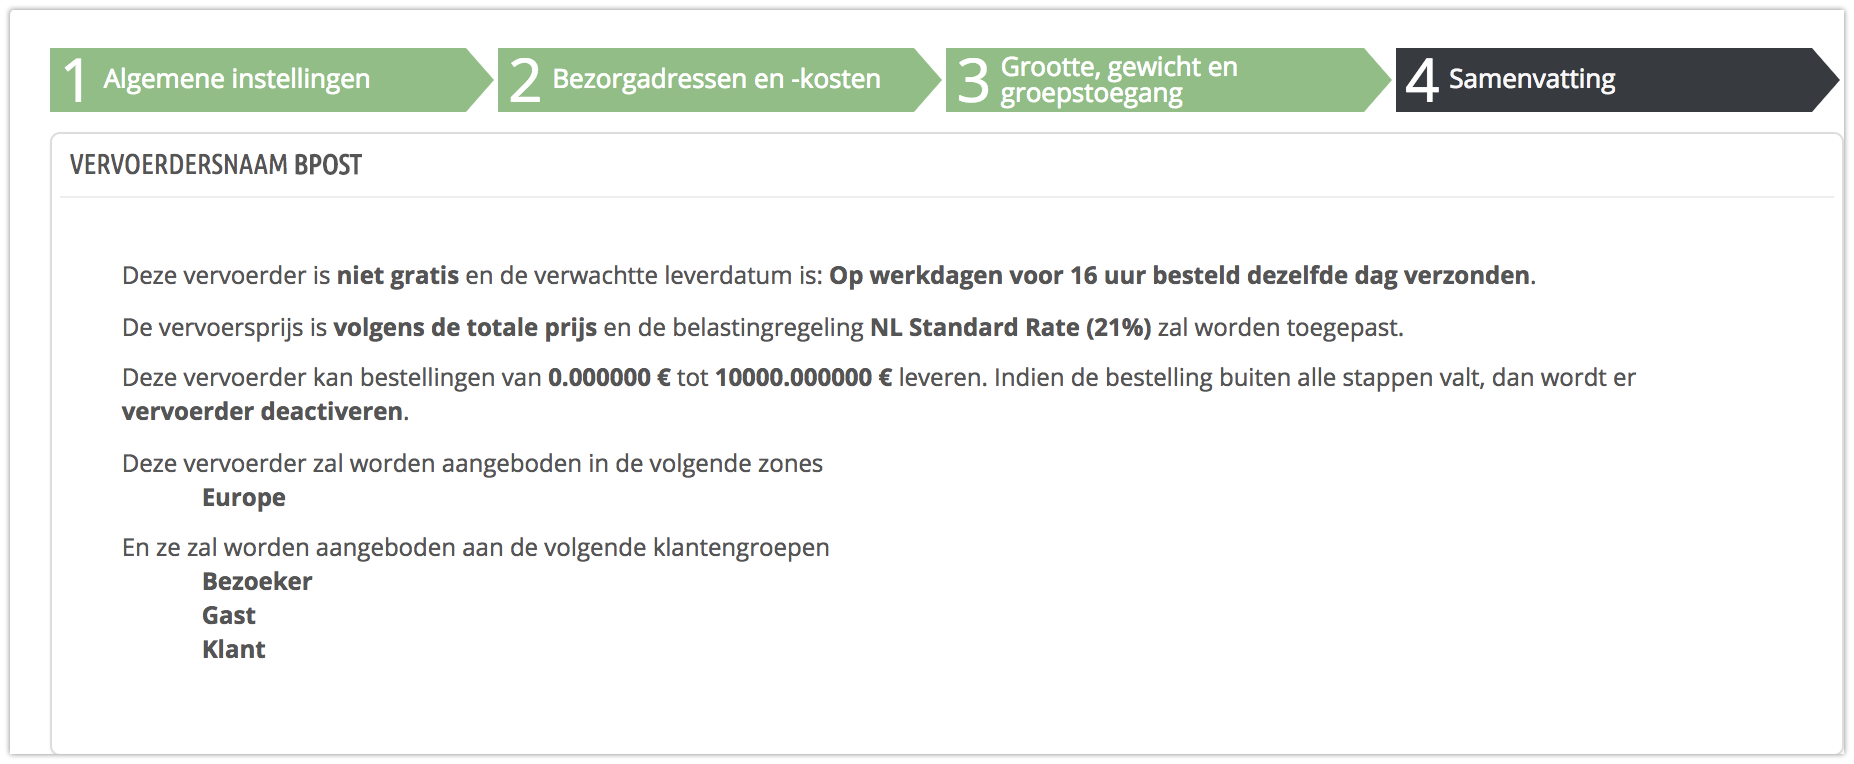 1 Algemene instellingen
2 Bezorgadressen en -kosten
3 Grootte, gewicht en
groepstoegang
4 Samenvatting
VERVOERDERSNAAM BPOST
Deze vervoerder is niet gratis en de verwachtte leverdatum is: Op werkdagen voor 16 uur besteld dezelfde dag verzonden.
De vervoersprijs is volgens de totale prijs en de belastingregeling NL Standard Rate (21%) zal worden toegepast.
Deze vervoerder kan bestellingen van 0.000000 € tot 10000.000000 € leveren. Indien de bestelling buiten alle stappen valt, dan wordt er
vervoerder deactiveren.
Deze vervoerder zal worden aangeboden in de volgende zones
Europe
En ze zal worden aangeboden aan de volgende klantengroepen
Bezoeker
Gast
Klant